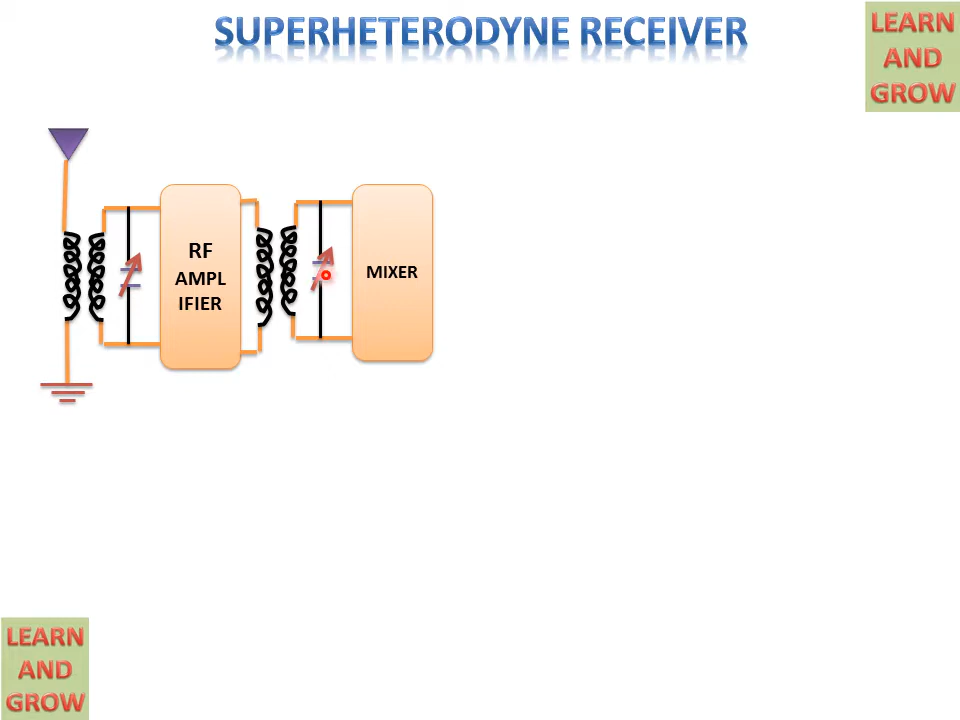 SUPERHETERODYNE RECEIVER
LEARN
AND
GROW
RF
AMPL
IFIER
MIXER
LEARN
AND
GROW